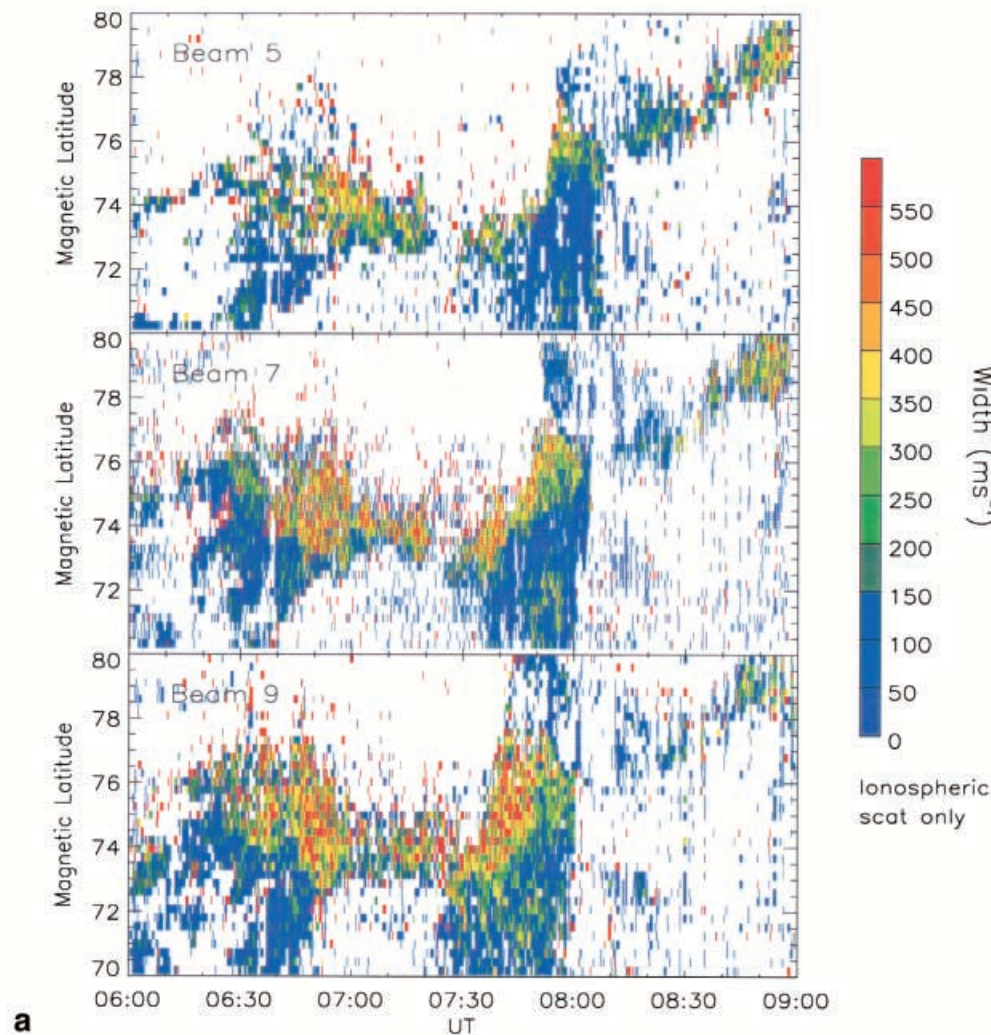 80
Beam 5
78
76
74
72
Magnetic Latitude
80
Beam 7
78
76
74
72
Magnetic Latitude
80
Beam 9
78
76
74
72
70
Magnetic Latitude
06:00 06:30 07:00 07:30 08:00 08:30 09:00
UT
550
500
450
400
350
300
250
200
150
100
50
0
Width (ms⁻¹)
Ionospheric
scat only
a